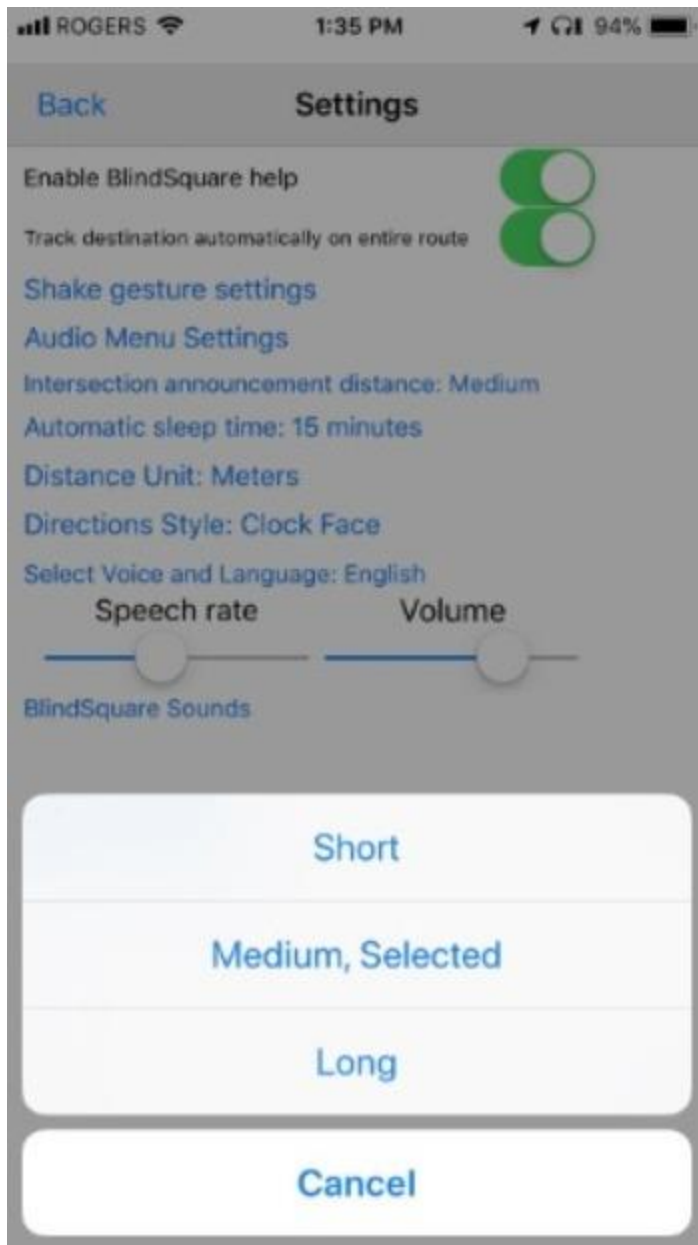 ROGERS 1:35 PM 94%
Back Settings
Enable BlindSquare help
Track destination automatically on entire route
Shake gesture settings
Audio Menu Settings
Intersection announcement distance: Medium
Automatic sleep time: 15 minutes
Distance Unit: Meters
Directions Style: Clock Face
Select Voice and Language: English
Speech rate Volume
BlindSquare Sounds
Short
Medium, Selected
Long
Cancel